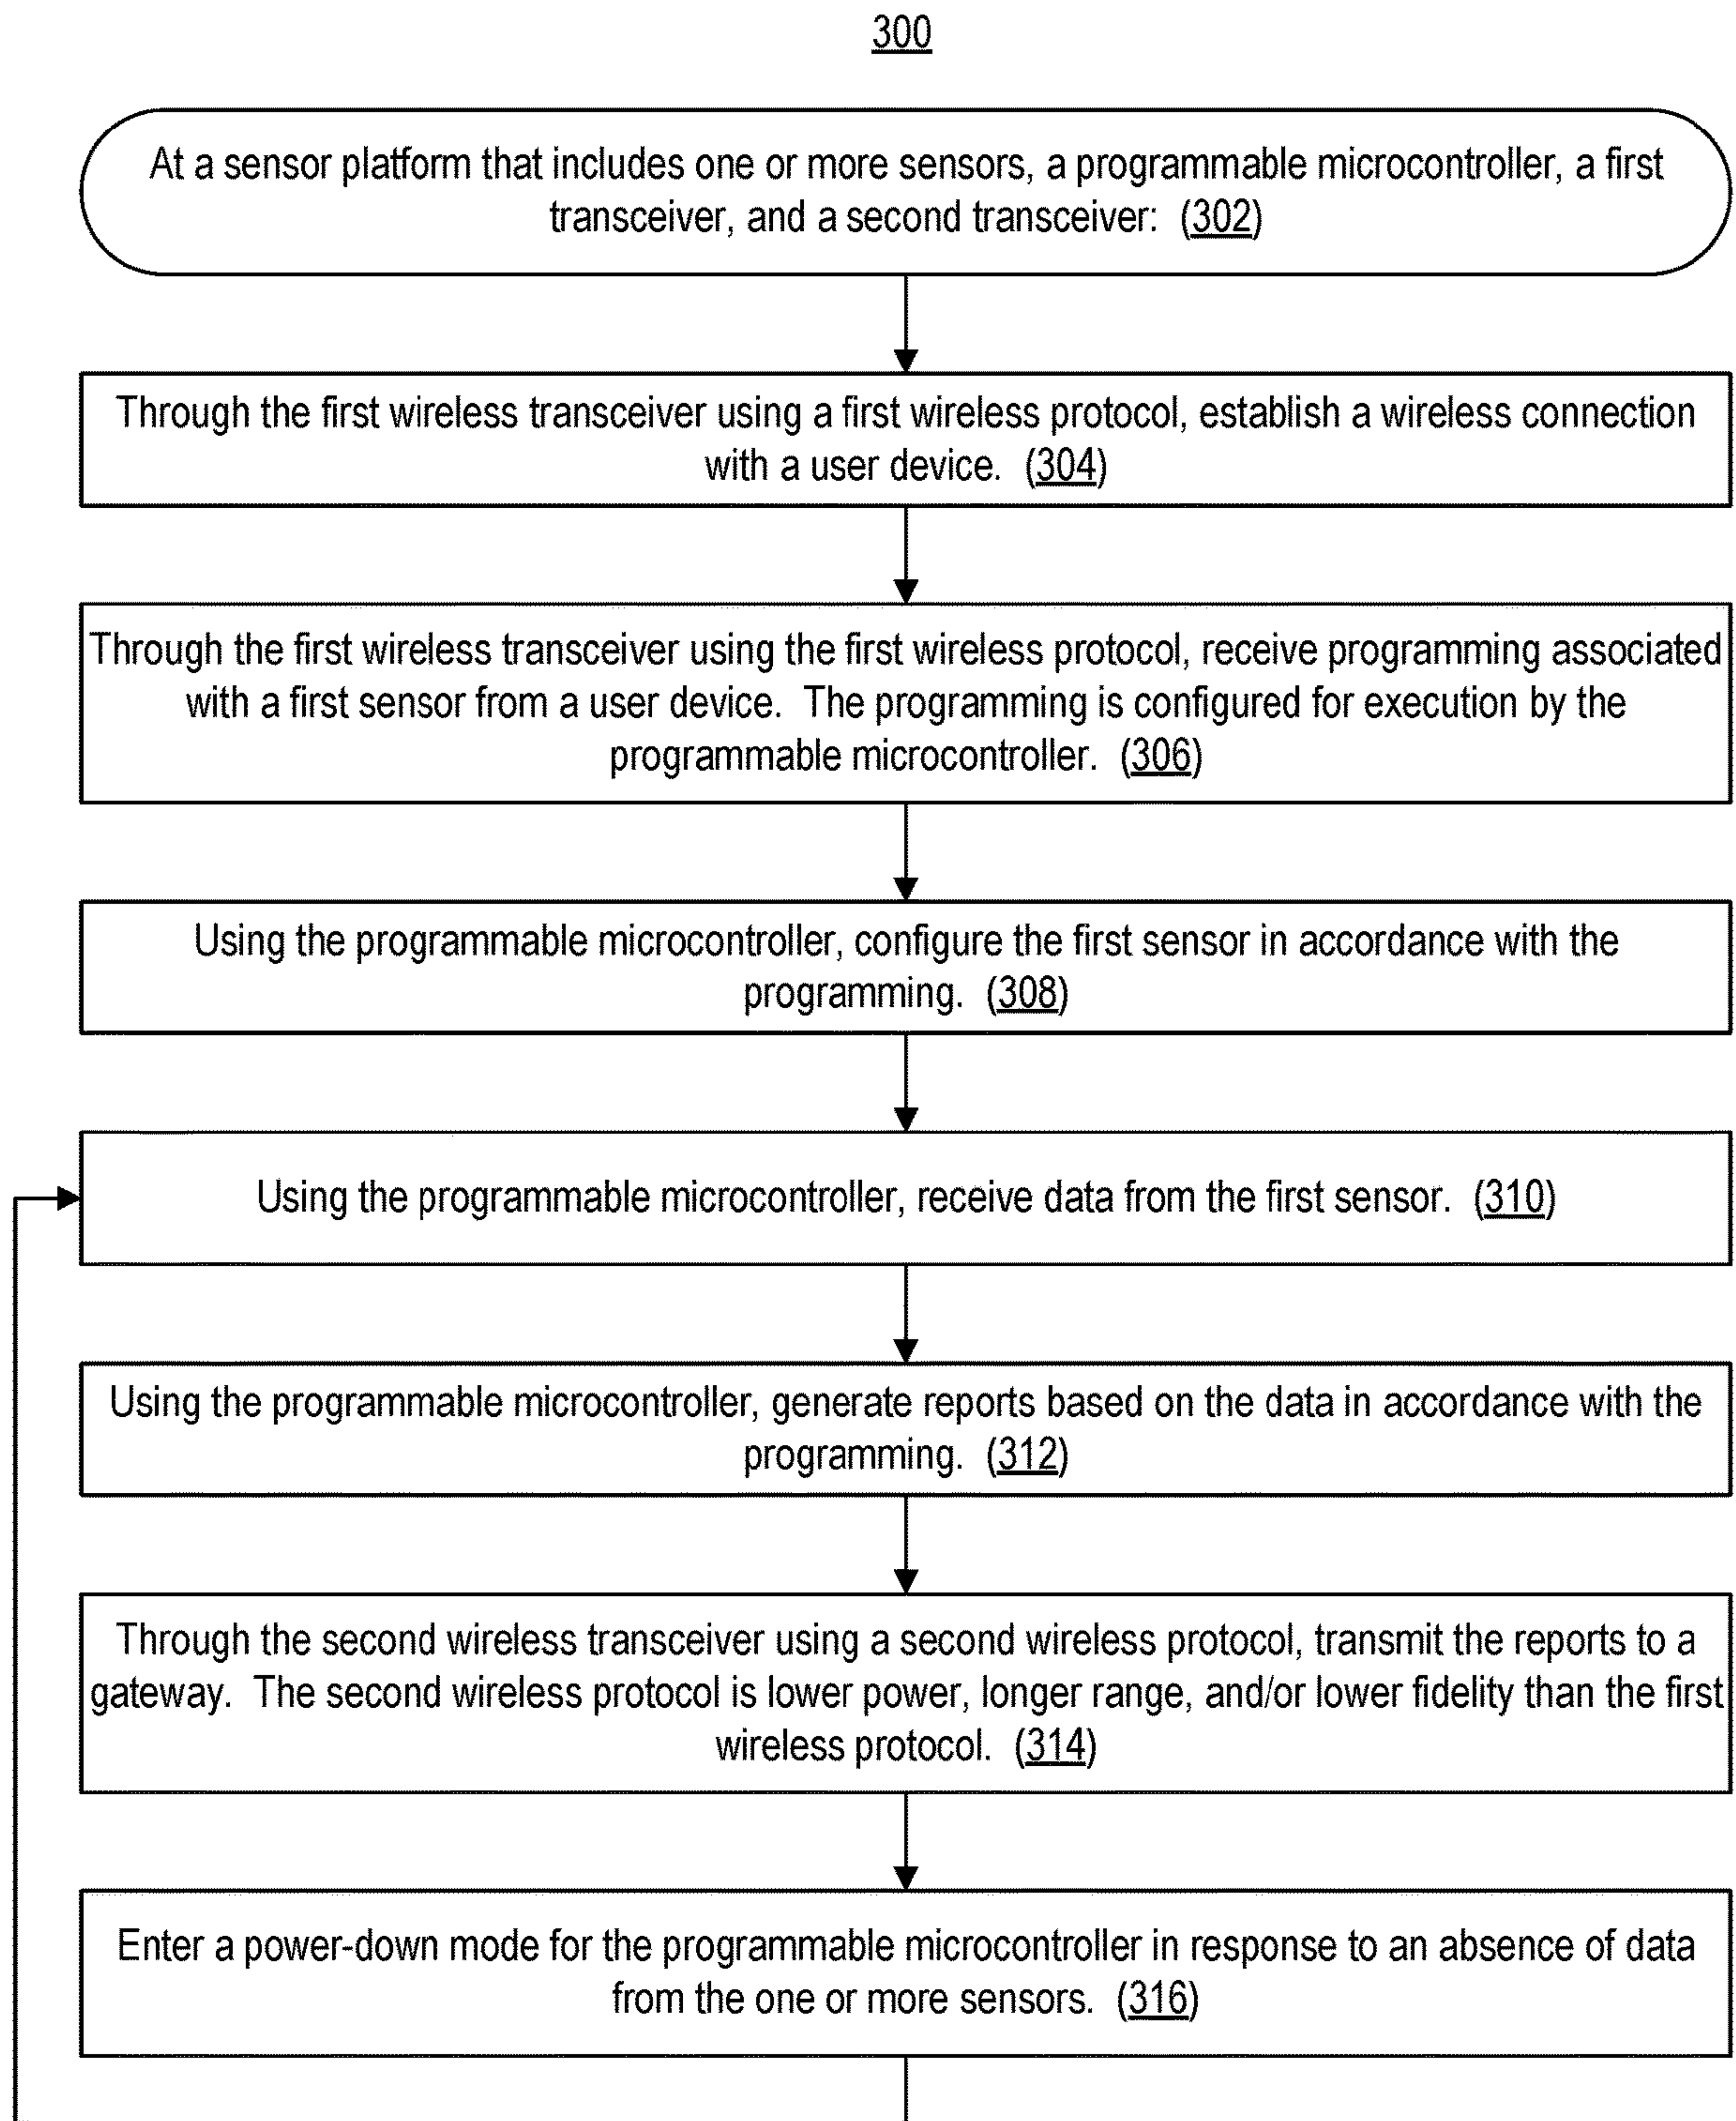 300
At a sensor platform that includes one or more sensors, a programmable microcontroller, a first
transceiver, and a second transceiver: (302)
Through the first wireless transceiver using a first wireless protocol, establish a wireless connection
with a user device. (304)
Through the first wireless transceiver using the first wireless protocol, receive programming associated
with a first sensor from a user device. The programming is configured for execution by the
programmable microcontroller. (306)
Using the programmable microcontroller, configure the first sensor in accordance with the
programming. (308)
Using the programmable microcontroller, receive data from the first sensor. (310)
Using the programmable microcontroller, generate reports based on the data in accordance with the
programming. (312)
Through the second wireless transceiver using a second wireless protocol, transmit the reports to a
gateway. The second wireless protocol is lower power, longer range, and/or lower fidelity than the first
wireless protocol. (314)
Enter a power-down mode for the programmable microcontroller in response to an absence of data
from the one or more sensors. (316)